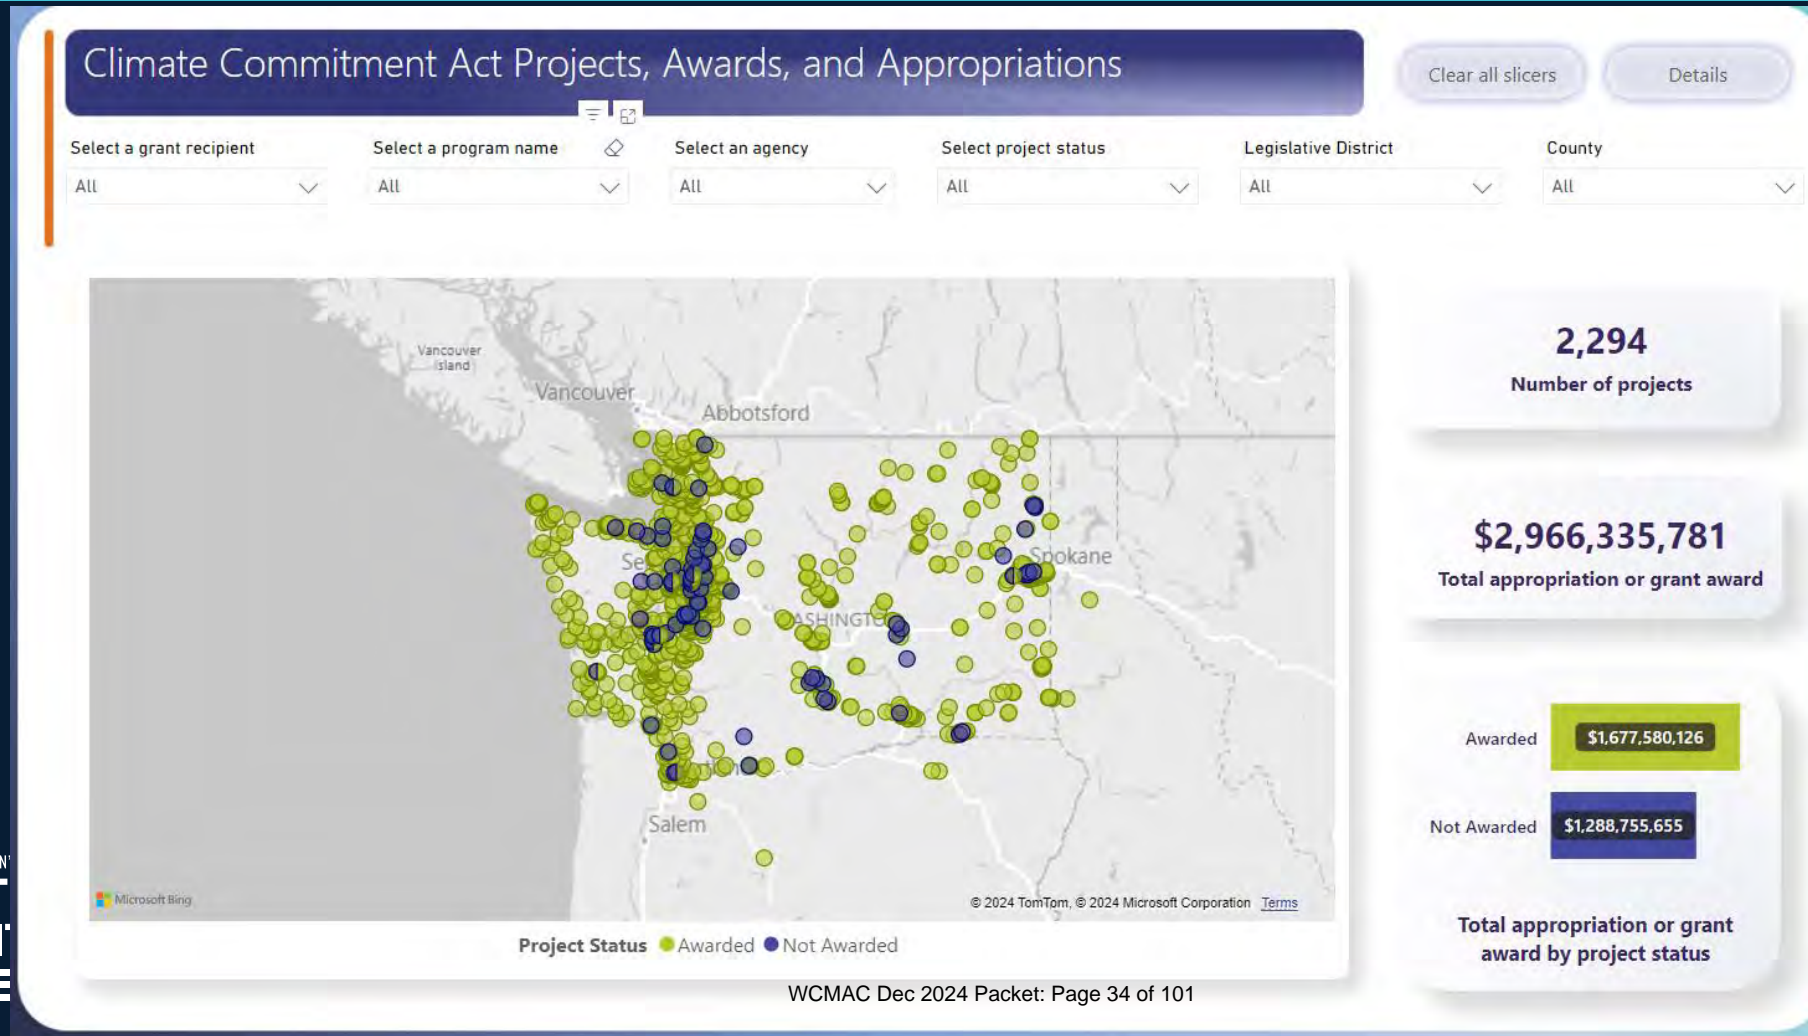 Climate Commitment Act Projects, Awards, and Appropriations
Clear all slicers
Details
Select a grant recipient
Select a program name
Select an agency
Select project status
Legislative District
County
All
All
All
All
All
All
Vancouver
Island
Vancouver
Abbotsford
Spokane
Salem
Microsoft Bing
© 2024 TomTom, © 2024 Microsoft Corporation Terms
Project Status Awarded Not Awarded
2,294
Number of projects
$2,966,335,781
Total appropriation or grant award
Awarded
$1,677,580,126
Not Awarded
$1,288,755,655
Total appropriation or grant
award by project status
WCMAC Dec 2024 Packet: Page 34 of 101